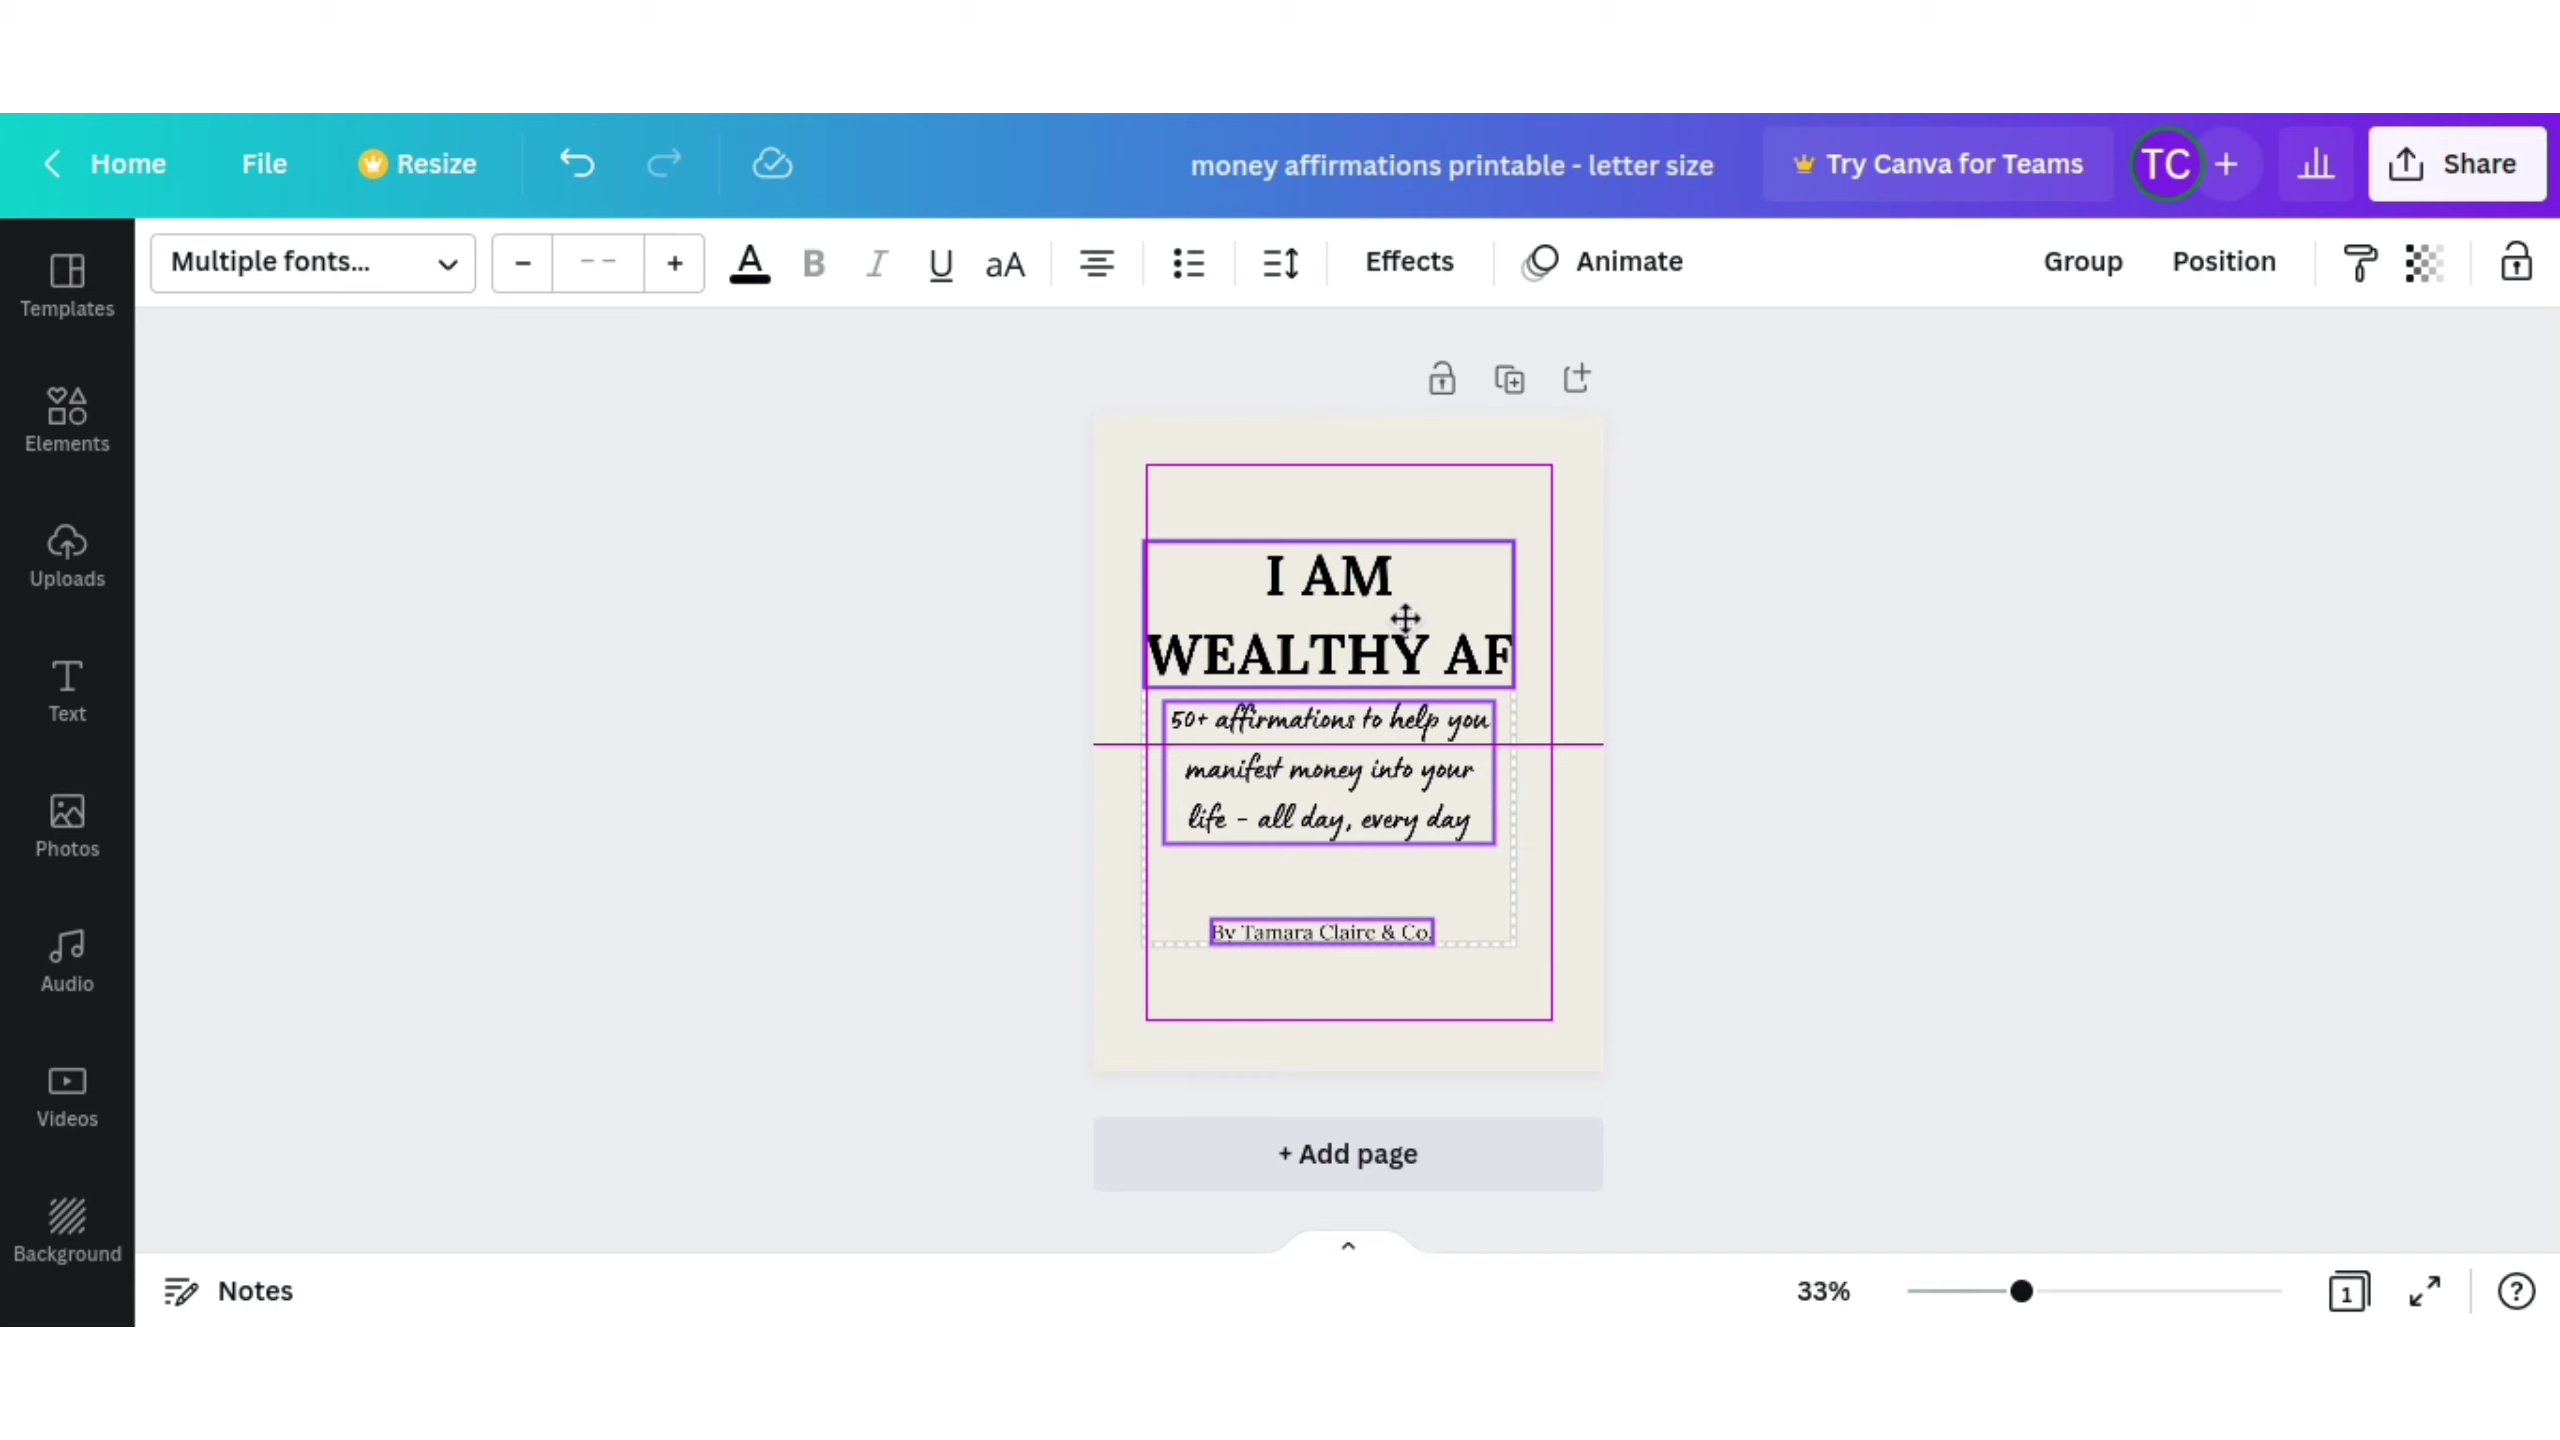 Home File Resize money affirmations printable - letter size Try Canva for Teams TC + Share
Multiple fonts... − -- + A B I U aA Effects Animate Group Position
Templates
Elements
Uploads
Text
Photos
Audio
Videos
Background
I AM
WEALTHY AF
50+ affirmations to help you
manifest money into your
life - all day, every day
By Tamara Claire & Co.
+ Add page
Notes 33% 1 ?